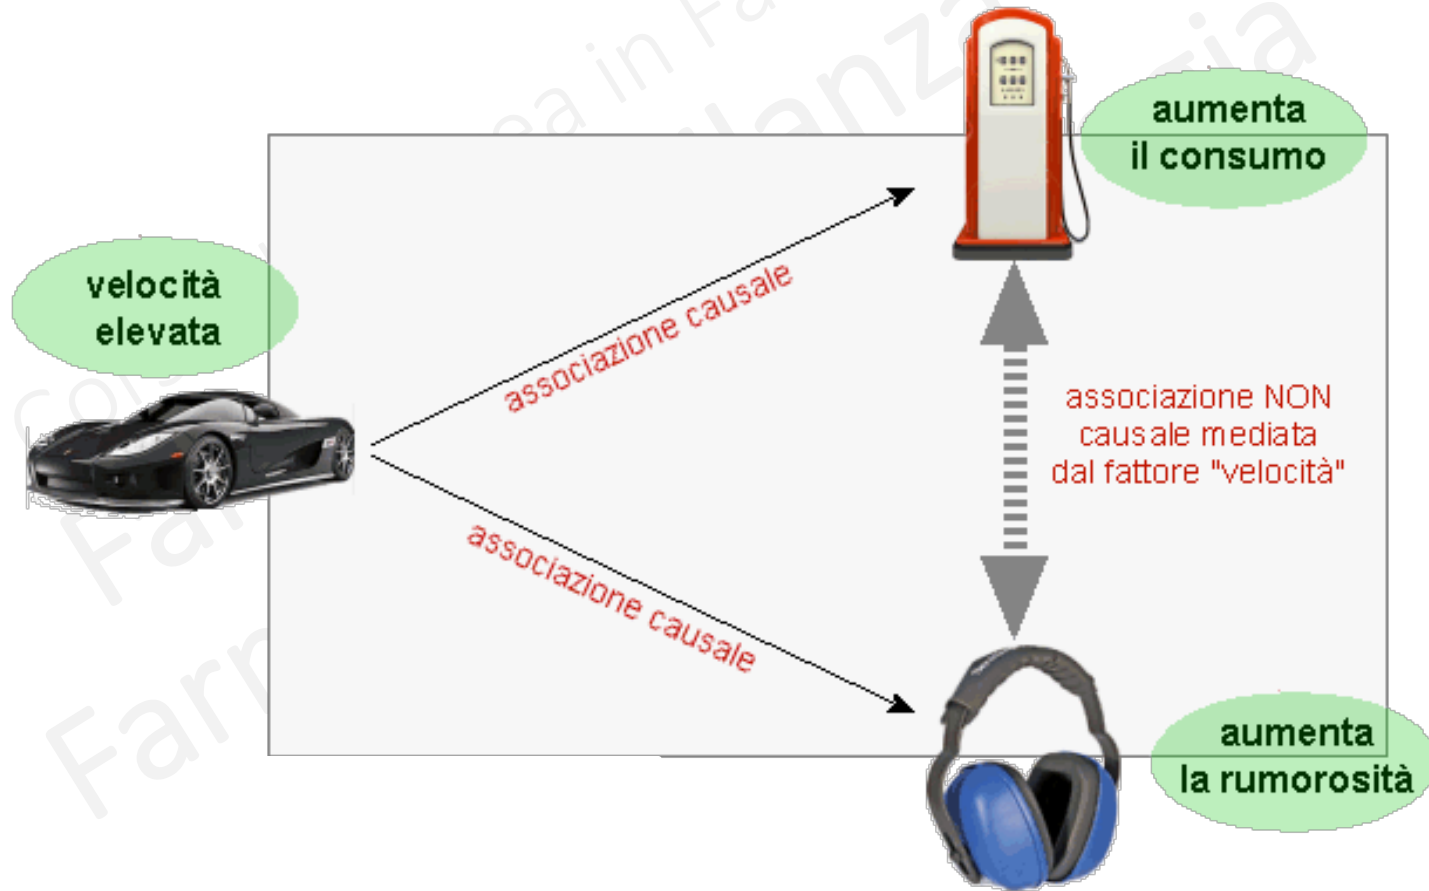 aumenta
il consumo
velocità
elevata
associazione causale
associazione NON
causale mediata
dal fattore "velocità"
associazione causale
aumenta
la rumorosità